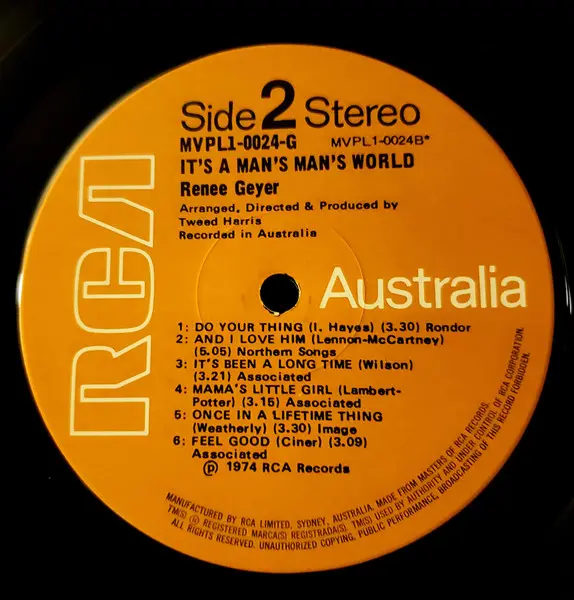 Side 2 Stereo
MVPL1-0024-G MVPL1-0024B*
IT'S A MAN'S MAN'S WORLD
Renee Geyer
Arranged, Directed & Produced by
Tweed Harris
Recorded in Australia
RCA
Australia
1: DO YOUR THING (I. Hayes) (3.30) Rondor
2: AND I LOVE HIM (Lennon-McCartney)
(5.05) Northern Songs
3: IT'S BEEN A LONG TIME (Wilson)
(3.21) Associated
4: MAMA'S LITTLE GIRL (Lambert-
Potter) (3.15) Associated
5: ONCE IN A LIFETIME THING
(Weatherly) (3.30) Image
6: FEEL GOOD (Ciner) (3.09)
Associated
℗ 1974 RCA Records
MANUFACTURED BY RCA LIMITED, SYDNEY, AUSTRALIA. MADE FROM MASTERS OF RCA RECORDS.
TM(S) ® REGISTERED MARCA(S) REGISTRADA(S). TM(S) USED BY AUTHORITY AND UNDER CONTROL OF RCA CORPORATION.
ALL RIGHTS RESERVED. UNAUTHORIZED COPYING, PUBLIC PERFORMANCE, BROADCASTING OF THIS RECORD FORBIDDEN.